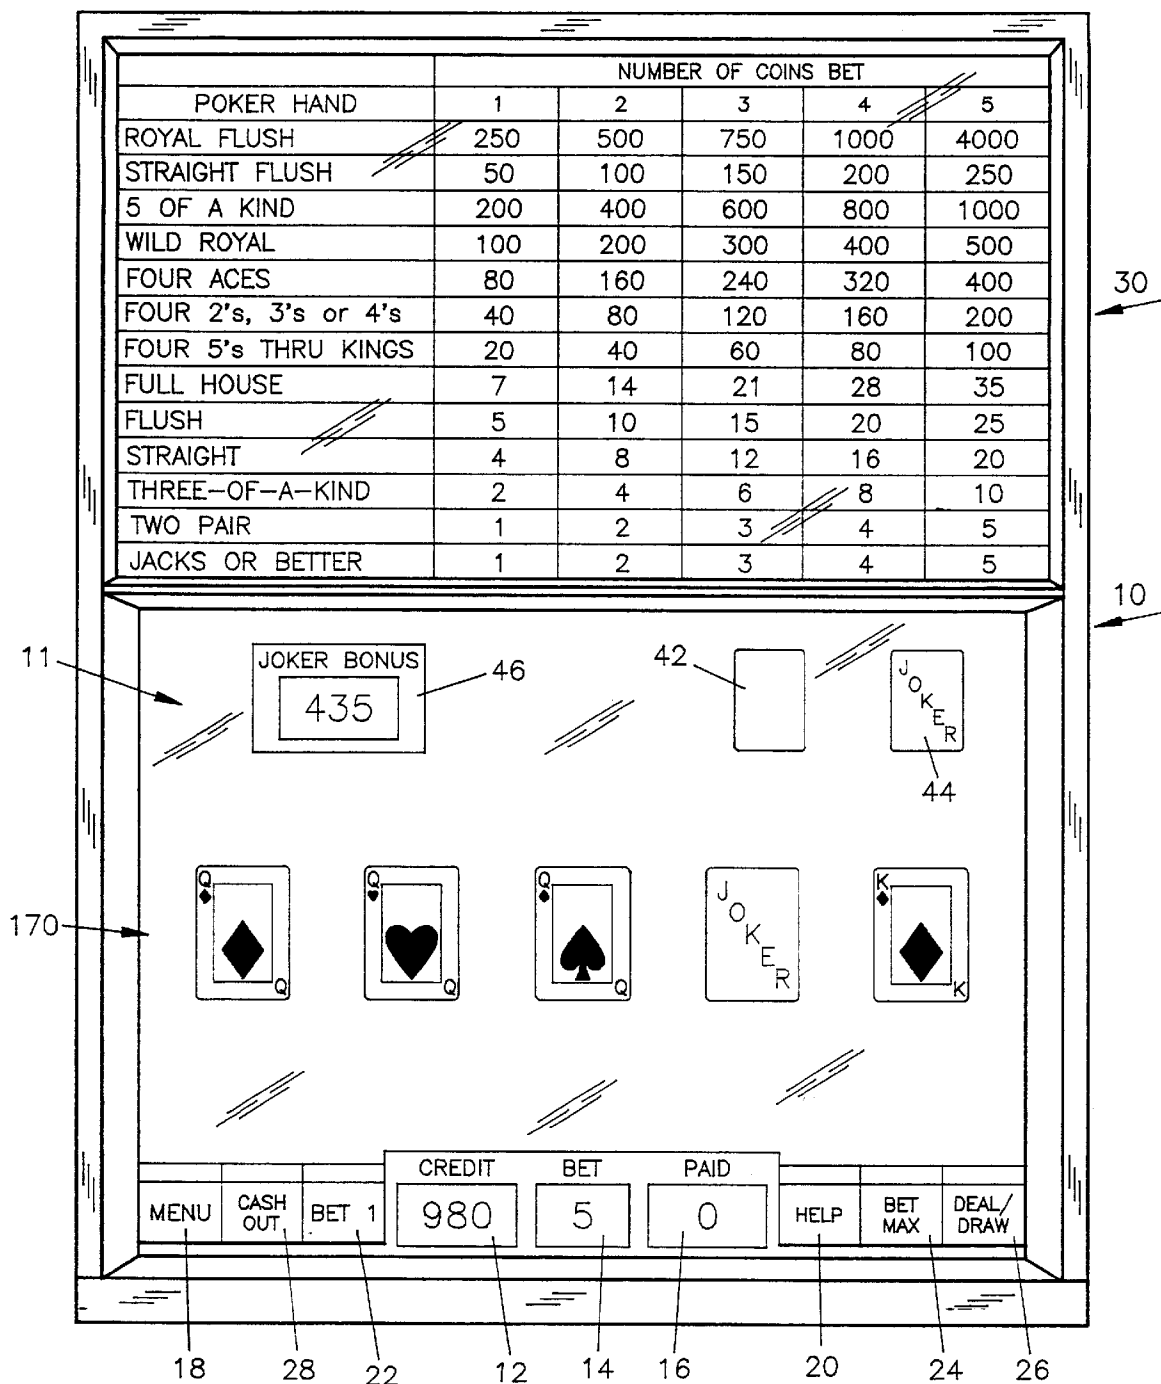 NUMBER OF COINS BET
POKER HAND 1 2 3 4 5
ROYAL FLUSH 250 500 750 1000 4000
STRAIGHT FLUSH 50 100 150 200 250
5 OF A KIND 200 400 600 800 1000
WILD ROYAL 100 200 300 400 500
FOUR ACES 80 160 240 320 400
FOUR 2's, 3's or 4's 40 80 120 160 200
FOUR 5's THRU KINGS 20 40 60 80 100
FULL HOUSE 7 14 21 28 35
FLUSH 5 10 15 20 25
STRAIGHT 4 8 12 16 20
THREE-OF-A-KIND 2 4 6 8 10
TWO PAIR 1 2 3 4 5
JACKS OR BETTER 1 2 3 4 5
30
10
11
JOKER BONUS
435
46
42
JOKER
44
170
Q Q
Q Q
Q Q
JOKER
K K
MENU
CASH
OUT
BET 1
CREDIT
980
BET
5
PAID
0
HELP
BET
MAX
DEAL/
DRAW
18 28 22 12 14 16 20 24 26